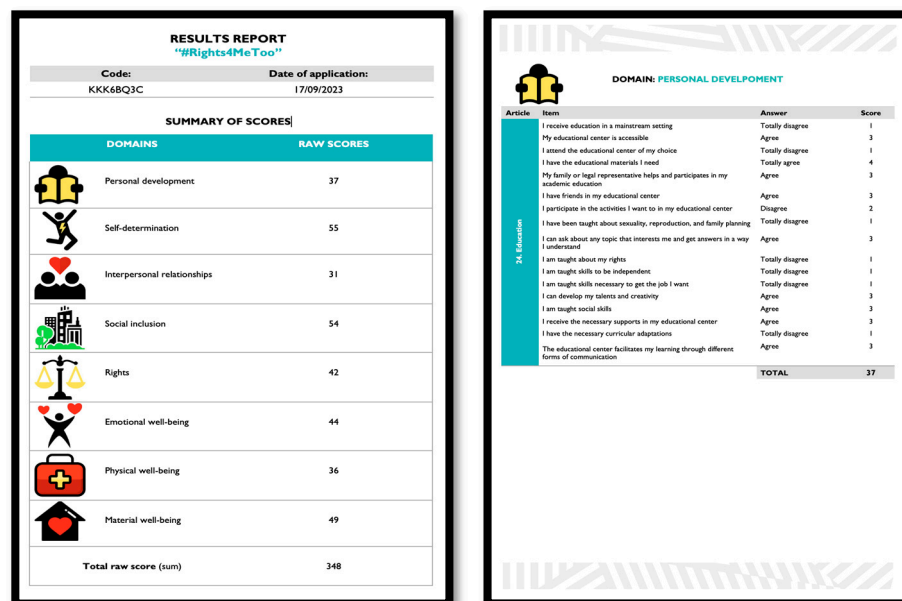 RESULTS REPORT
“#Rights4MeToo”
Code: Date of application:
KKK6BQ3C 17/09/2023
SUMMARY OF SCORES
DOMAINS RAW SCORES
Personal development 37
Self-determination 55
Interpersonal relationships 31
Social inclusion 54
Rights 42
Emotional well-being 44
Physical well-being 36
Material well-being 49
Total raw score (sum) 348
DOMAIN: PERSONAL DEVELPOMENT
Article Item Answer Score
24. Education
I receive education in a mainstream setting Totally disagree 1
My educational center is accessible Agree 3
I attend the educational center of my choice Totally disagree 1
I have the educational materials I need Totally agree 4
My family or legal representative helps and participates in my Agree 3
academic education
I have friends in my educational center Agree 3
I participate in the activities I want to in my educational center Disagree 2
I have been taught about sexuality, reproduction, and family planning Totally disagree 1
I can ask about any topic that interests me and get answers in a way Agree 3
I understand
I am taught about my rights Totally disagree 1
I am taught skills to be independent Totally disagree 1
I am taught skills necessary to get the job I want Totally disagree 1
I can develop my talents and creativity Agree 3
I am taught social skills Agree 3
I receive the necessary supports in my educational center Agree 3
I have the necessary curricular adaptations Totally disagree 1
The educational center facilitates my learning through different Agree 3
forms of communication
TOTAL 37